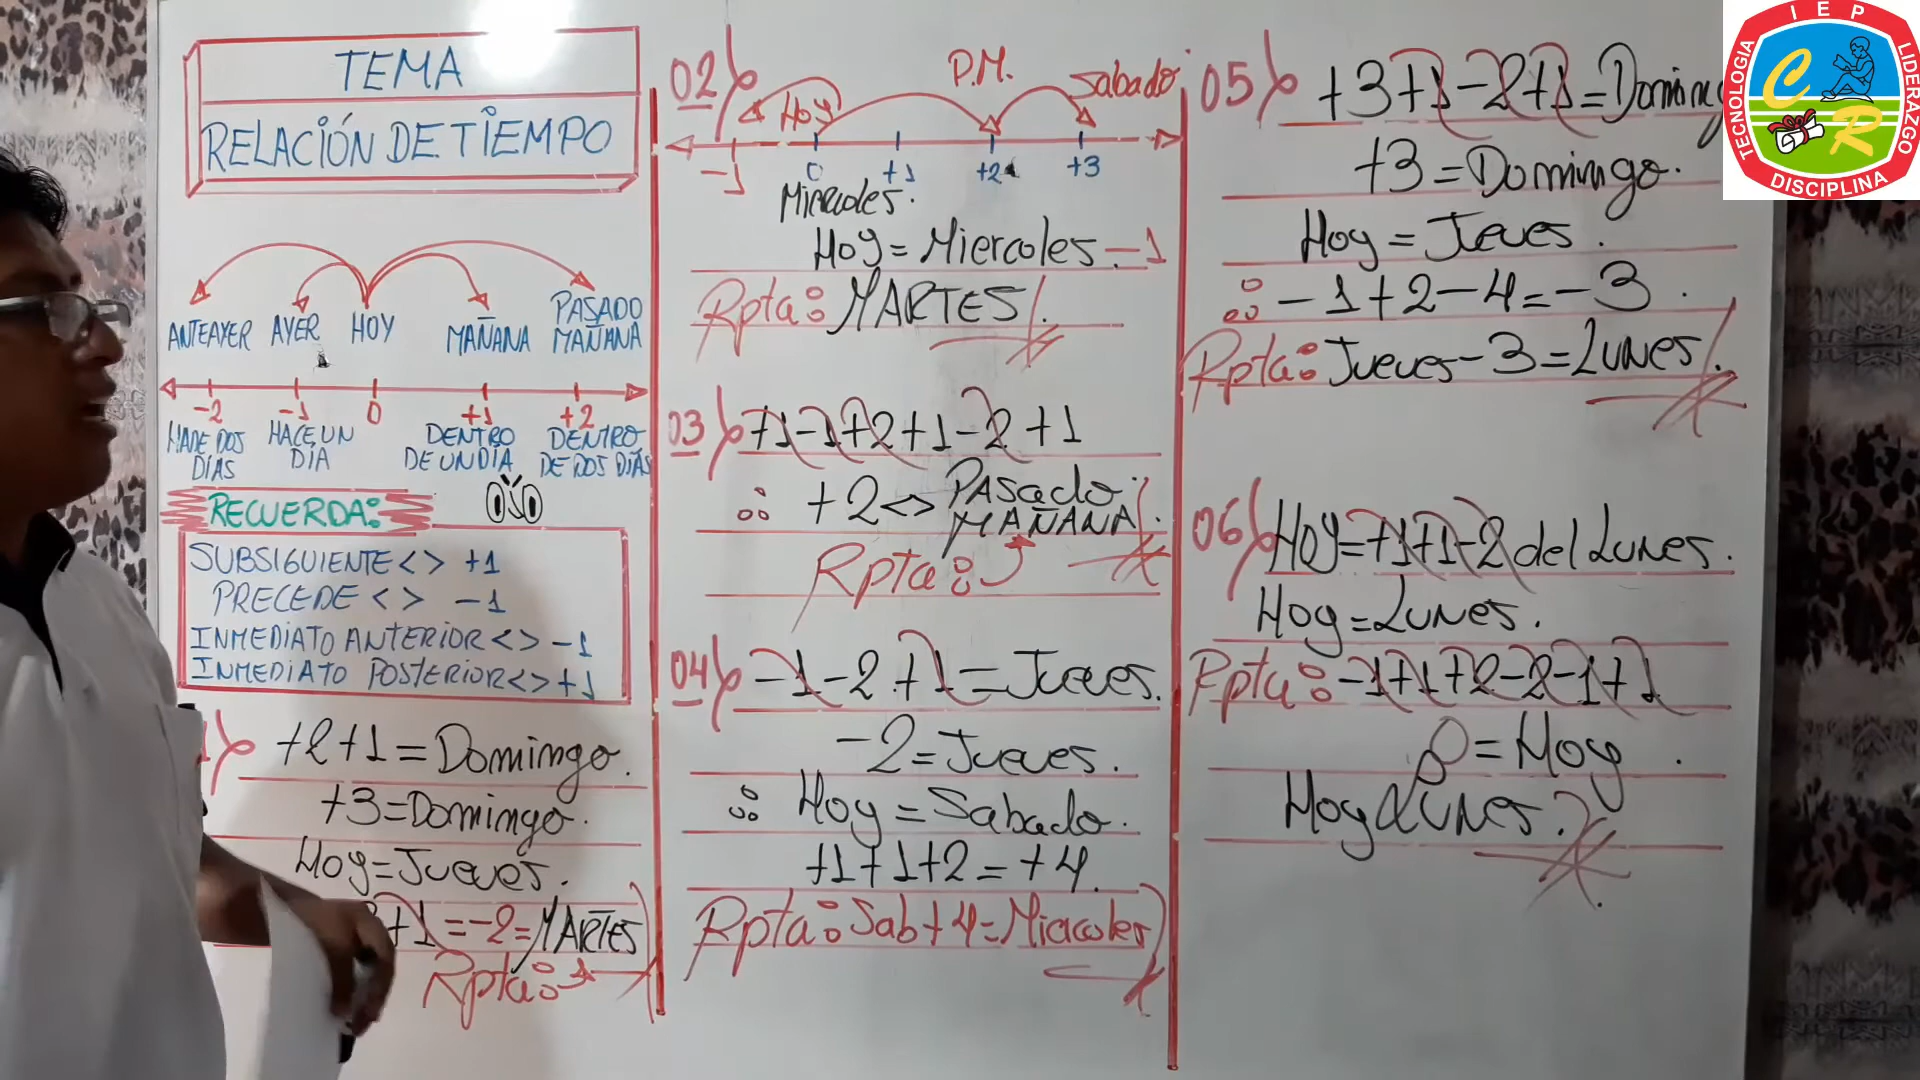 TEMA
RELACIÓN DE TIEMPO
ANTEAYER AYER HOY MAÑANA PASADO MAÑANA
-2 -1 0 +1 +2
HACE DOS DÍAS HACE UN DÍA DENTRO DE UN DÍA DENTRO DE DOS DÍAS
RECUERDA: OJO
SUBSIGUIENTE <> +1
PRECEDE <> -1
INMEDIATO ANTERIOR <> -1
INMEDIATO POSTERIOR <> +1
+2+1=Domingo.
+3=Domingo.
Hoy=Jueves.
+1=-2=MARTES
Rpta:
02
P.M.
Hoy Sabado
-1 0 +1 +2 +3
Miercoles.
Hoy=Miercoles -1
Rpta: MARTES
03 +1-1+2+1-2+1
∴ +2<>PASado MAÑANA.
Rpta:
04 -1-2+1=Jueves.
-2=Jueves.
∴ Hoy=Sabado.
+1+1+2=+4.
Rpta: Sab+4=Miercoles
05 +3+1-2+1=Doming
+3=Domingo.
Hoy=Jueves.
∴ -1+2-4=-3.
Rpta: Jueves-3=Lunes
06 Hoy=+1+1-2 del Lunes.
Hoy=Lunes.
Rpta: -1+1+2-2-1+1
0=Hoy.
Hoy Lunes.
IEP
TECNOLOGIA
LIDERAZGO
DISCIPLINA
CR